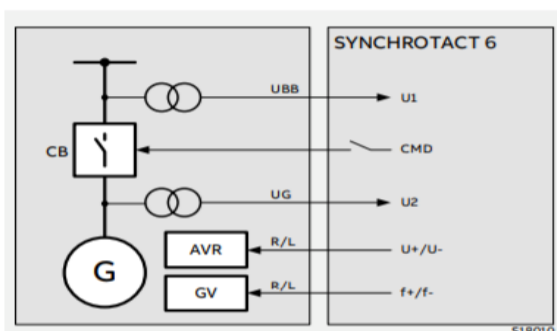 SYNCHROTACT 6
UBB
U1
CB
CMD
UG
U2
AVR
R/L
U+/U-
G
GV
R/L
f+/f-